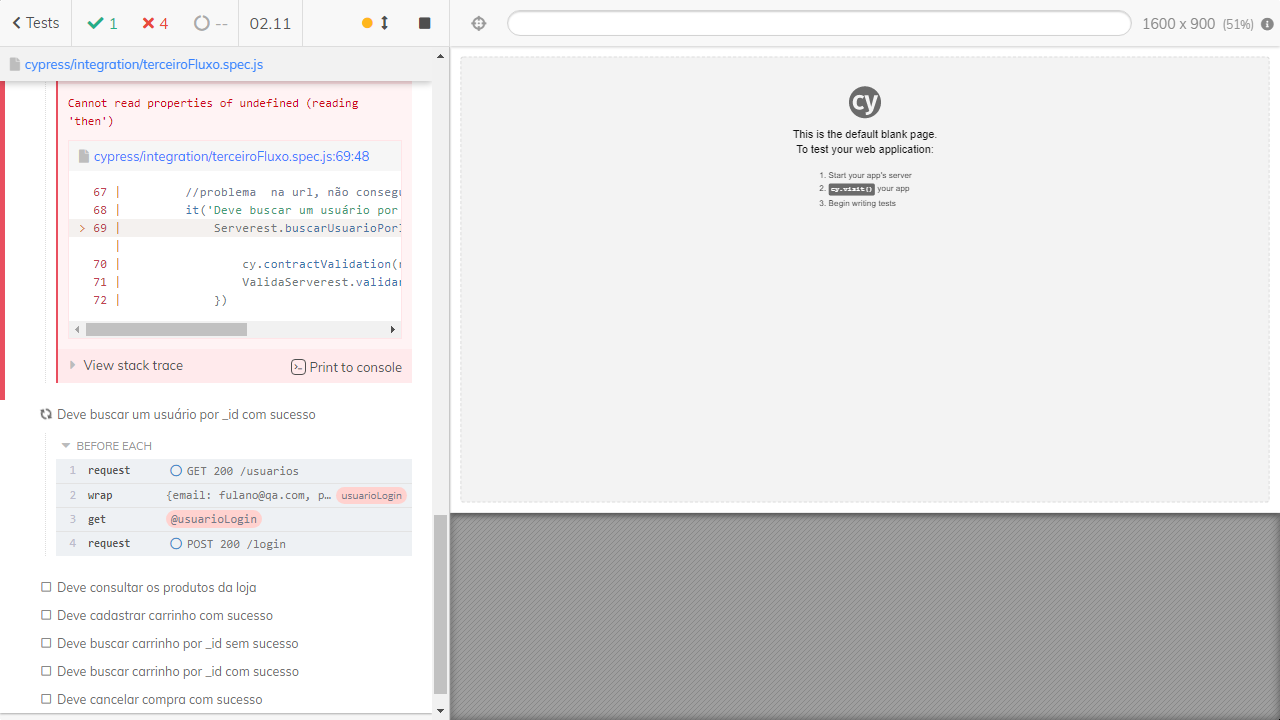 Tests
1
4
--
02.11
1600 x 900 (51%)
cypress/integration/terceiroFluxo.spec.js
Cannot read properties of undefined (reading
'then')
cypress/integration/terceiroFluxo.spec.js:69:48
67 | //problema  na url, não consegu
68 | it('Deve buscar um usuário por
> 69 | Serverest.buscarUsuarioPorI
|
70 | cy.contractValidation(r
71 | ValidaServerest.validar
72 | })
View stack trace
Print to console
Deve buscar um usuário por _id com sucesso
BEFORE EACH
1 request GET 200 /usuarios
2 wrap {email: fulano@qa.com, p… usuarioLogin
3 get @usuarioLogin
4 request POST 200 /login
Deve consultar os produtos da loja
Deve cadastrar carrinho com sucesso
Deve buscar carrinho por _id sem sucesso
Deve buscar carrinho por _id com sucesso
Deve cancelar compra com sucesso
cy
This is the default blank page.
To test your web application:
1. Start your app's server
2. cy.visit() your app
3. Begin writing tests